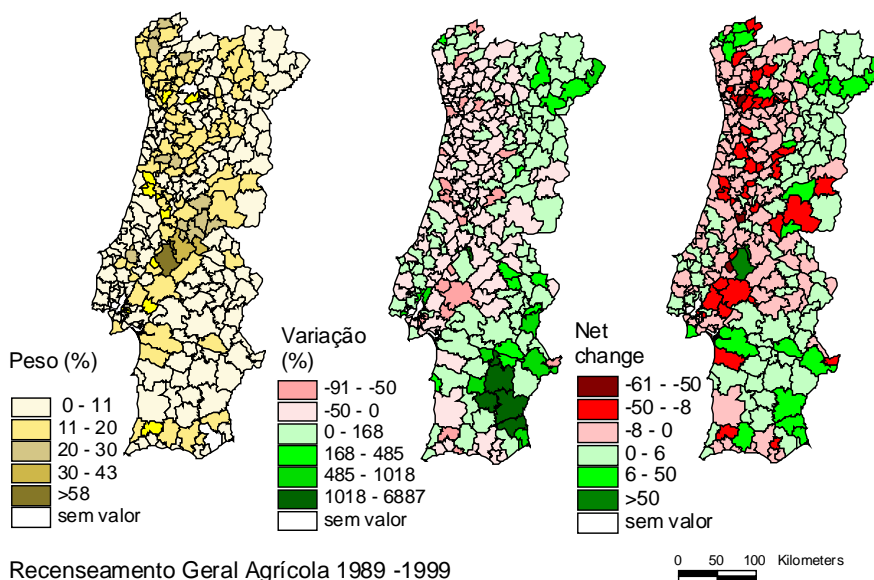 Peso (%)
0 - 11
11 - 20
20 - 30
30 - 43
>58
sem valor
Variação
(%)
-91 - -50
-50 - 0
0 - 168
168 - 485
485 - 1018
1018 - 6887
sem valor
Net
change
-61 - -50
-50 - -8
-8 - 0
0 - 6
6 - 50
>50
sem valor
Recenseamento Geral Agrícola 1989 -1999
0 50 100 Kilometers